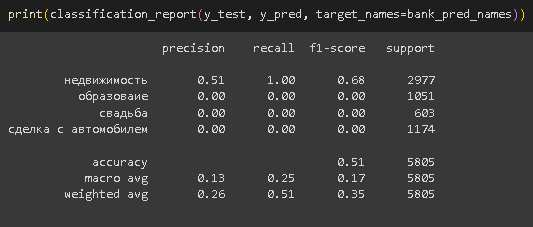 print(classification_report(y_test, y_pred, target_names=bank_pred_names))
precision recall f1-score support
недвижимость 0.51 1.00 0.68 2977
образоваие 0.00 0.00 0.00 1051
свадьба 0.00 0.00 0.00 603
сделка с автомобилем 0.00 0.00 0.00 1174
accuracy 0.51 5805
macro avg 0.13 0.25 0.17 5805
weighted avg 0.26 0.51 0.35 5805